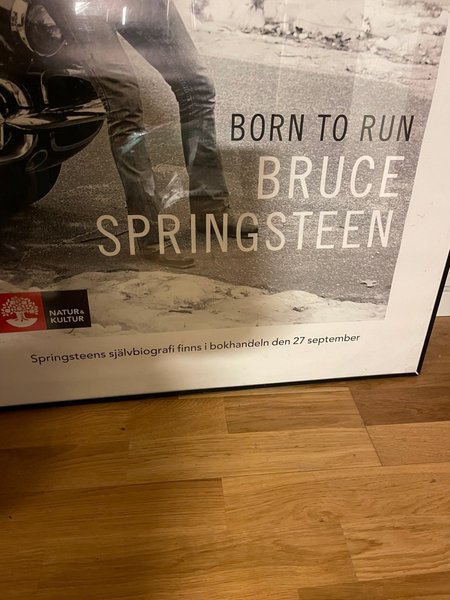 BORN TO RUN
BRUCE
SPRINGSTEEN
NATUR &
KULTUR
Springsteens självbiografi finns i bokhandeln den 27 september